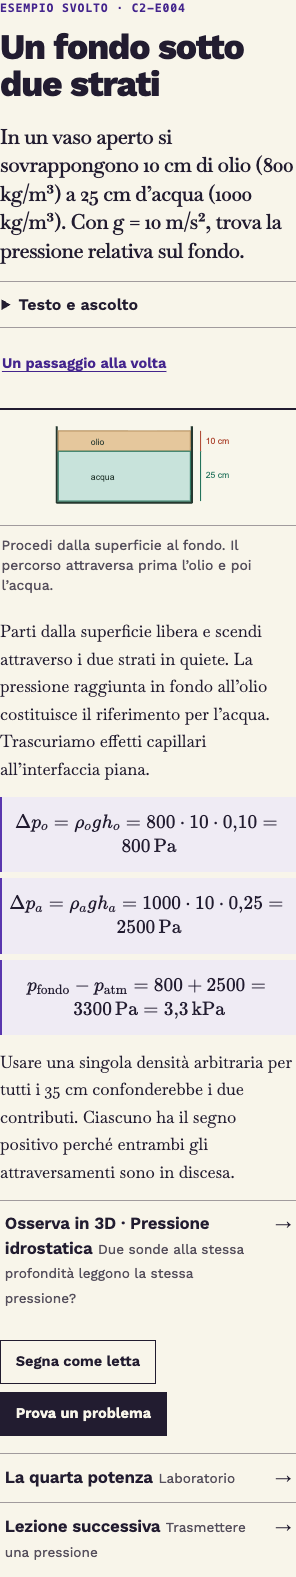 ESEMPIO SVOLTO · C2–E004
Un fondo sotto
due strati
In un vaso aperto si
sovrappongono 10 cm di olio (800
kg/m³) a 25 cm d’acqua (1000
kg/m³). Con g = 10 m/s², trova la
pressione relativa sul fondo.
▶ Testo e ascolto
Un passaggio alla volta
olio
10 cm
acqua
25 cm
Procedi dalla superficie al fondo. Il
percorso attraversa prima l’olio e poi
l’acqua.
Parti dalla superficie libera e scendi
attraverso i due strati in quiete. La
pressione raggiunta in fondo all’olio
costituisce il riferimento per l’acqua.
Trascuriamo effetti capillari
all’interfaccia piana.
Δpₒ = ρₒghₒ = 800 · 10 · 0,10 =
800 Pa
Δpₐ = ρₐghₐ = 1000 · 10 · 0,25 =
2500 Pa
p_fondo − p_atm = 800 + 2500 =
3300 Pa = 3,3 kPa
Usare una singola densità arbitraria per
tutti i 35 cm confonderebbe i due
contributi. Ciascuno ha il segno
positivo perché entrambi gli
attraversamenti sono in discesa.
Osserva in 3D · Pressione →
idrostatica Due sonde alla stessa
profondità leggono la stessa
pressione?
Segna come letta
Prova un problema
La quarta potenza Laboratorio →
Lezione successiva Trasmettere →
una pressione